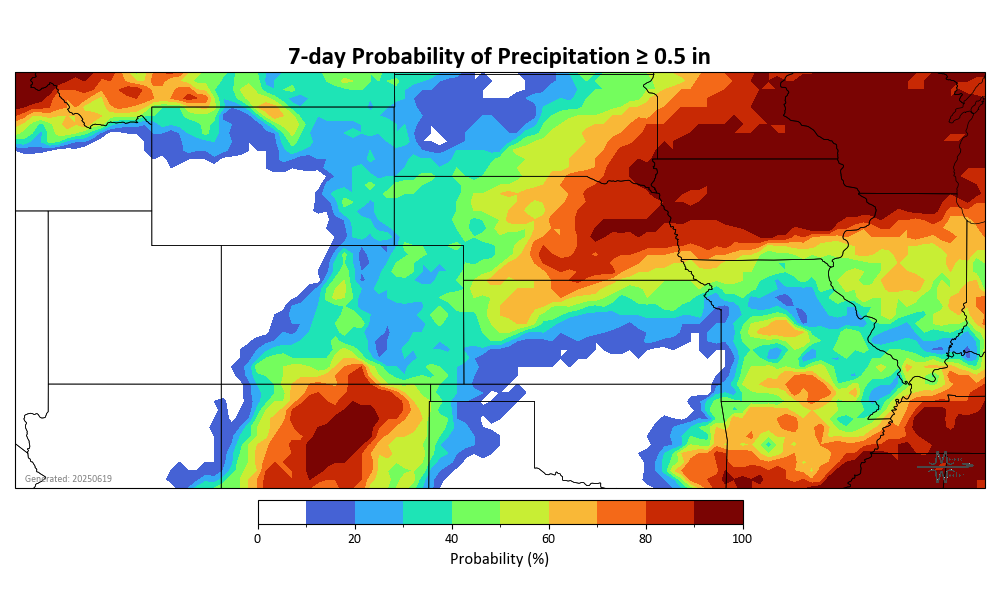 7-day Probability of Precipitation ≥ 0.5 in
Generated: 20250619
0 20 40 60 80 100
Probability (%)